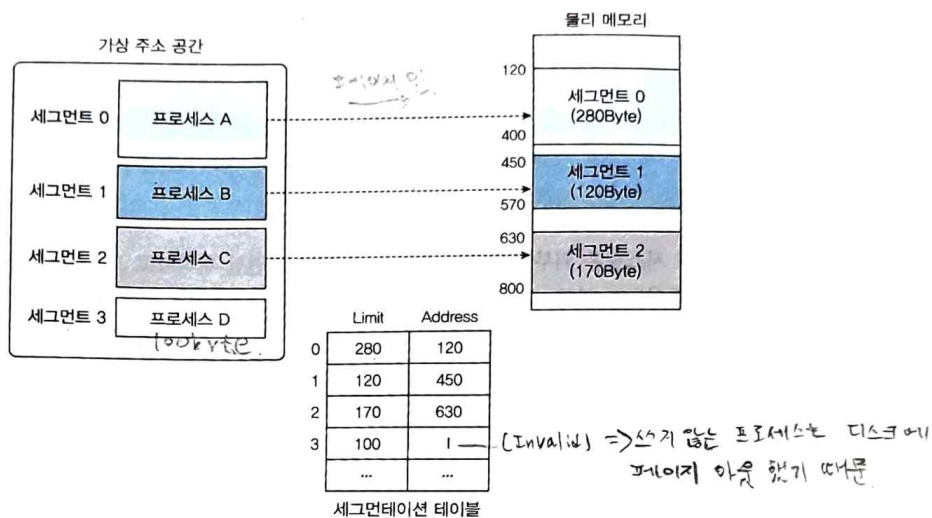 물리 메모리
가상 주소 공간
페이지 인
120
세그먼트 0
(280Byte)
400
450
세그먼트 1
(120Byte)
570
630
세그먼트 2
(170Byte)
800
세그먼트 0 프로세스 A
세그먼트 1 프로세스 B
세그먼트 2 프로세스 C
세그먼트 3 프로세스 D
100byte.
Limit Address
0 280 120
1 120 450
2 170 630
3 100 I (Invalid) => 쓰지 않는 프로세스는 디스크에
페이지 아웃 했기 때문
... ...
세그먼테이션 테이블